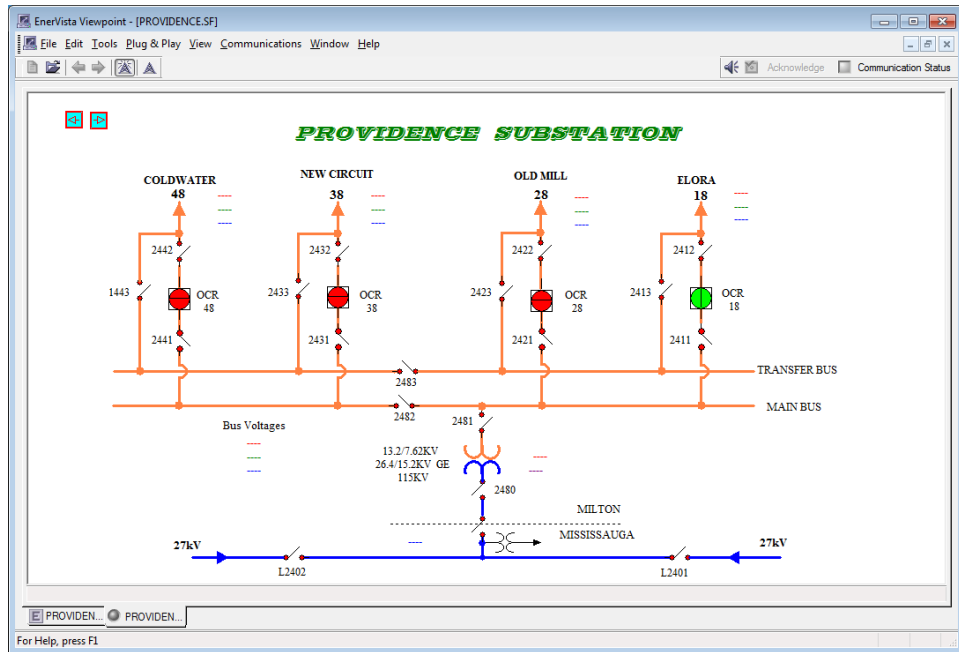 EnerVista Viewpoint - [PROVIDENCE.SF]
File Edit Tools Plug & Play View Communications Window Help
Acknowledge Communication Status
PROVIDENCE SUBSTATION
COLDWATER NEW CIRCUIT OLD MILL ELORA
48 38 28 18
---- ---- ---- ----
---- ---- ---- ----
---- ---- ---- ----
2442 2432 2422 2412
1443 OCR 48 2433 OCR 38 2423 OCR 28 2413 OCR 18
2441 2431 2421 2411
TRANSFER BUS
2483
MAIN BUS
2482
Bus Voltages 2481
----
----
----
13.2/7.62KV ----
26.4/15.2KV GE ----
115KV
2480
MILTON
MISSISSAUGA
27kV ---- 27kV
L2402 L2401
E PROVIDEN... PROVIDEN...
For Help, press F1